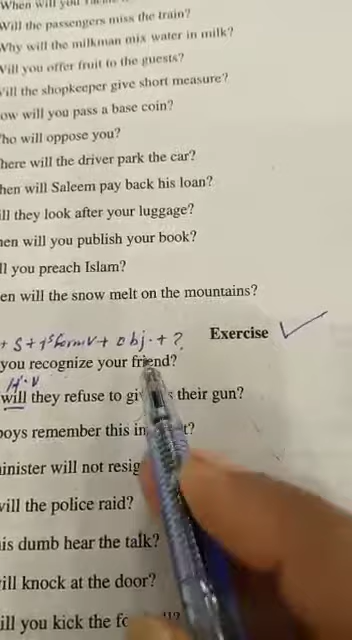 When will you
Will the passengers miss the train?
Why will the milkman mix water in milk?
Will you offer fruit to the guests?
Will the shopkeeper give short measure?
ow will you pass a base coin?
ho will oppose you?
here will the driver park the car?
hen will Saleem pay back his loan?
ill they look after your luggage?
hen will you publish your book?
ll you preach Islam?
en will the snow melt on the mountains?
+ S + 1st form V + obj. + ? Exercise
you recognize your friend?
H.V
will they refuse to gi their gun?
boys remember this in t?
inister will not resig
will the police raid?
is dumb hear the talk?
ill knock at the door?
ill you kick the fo